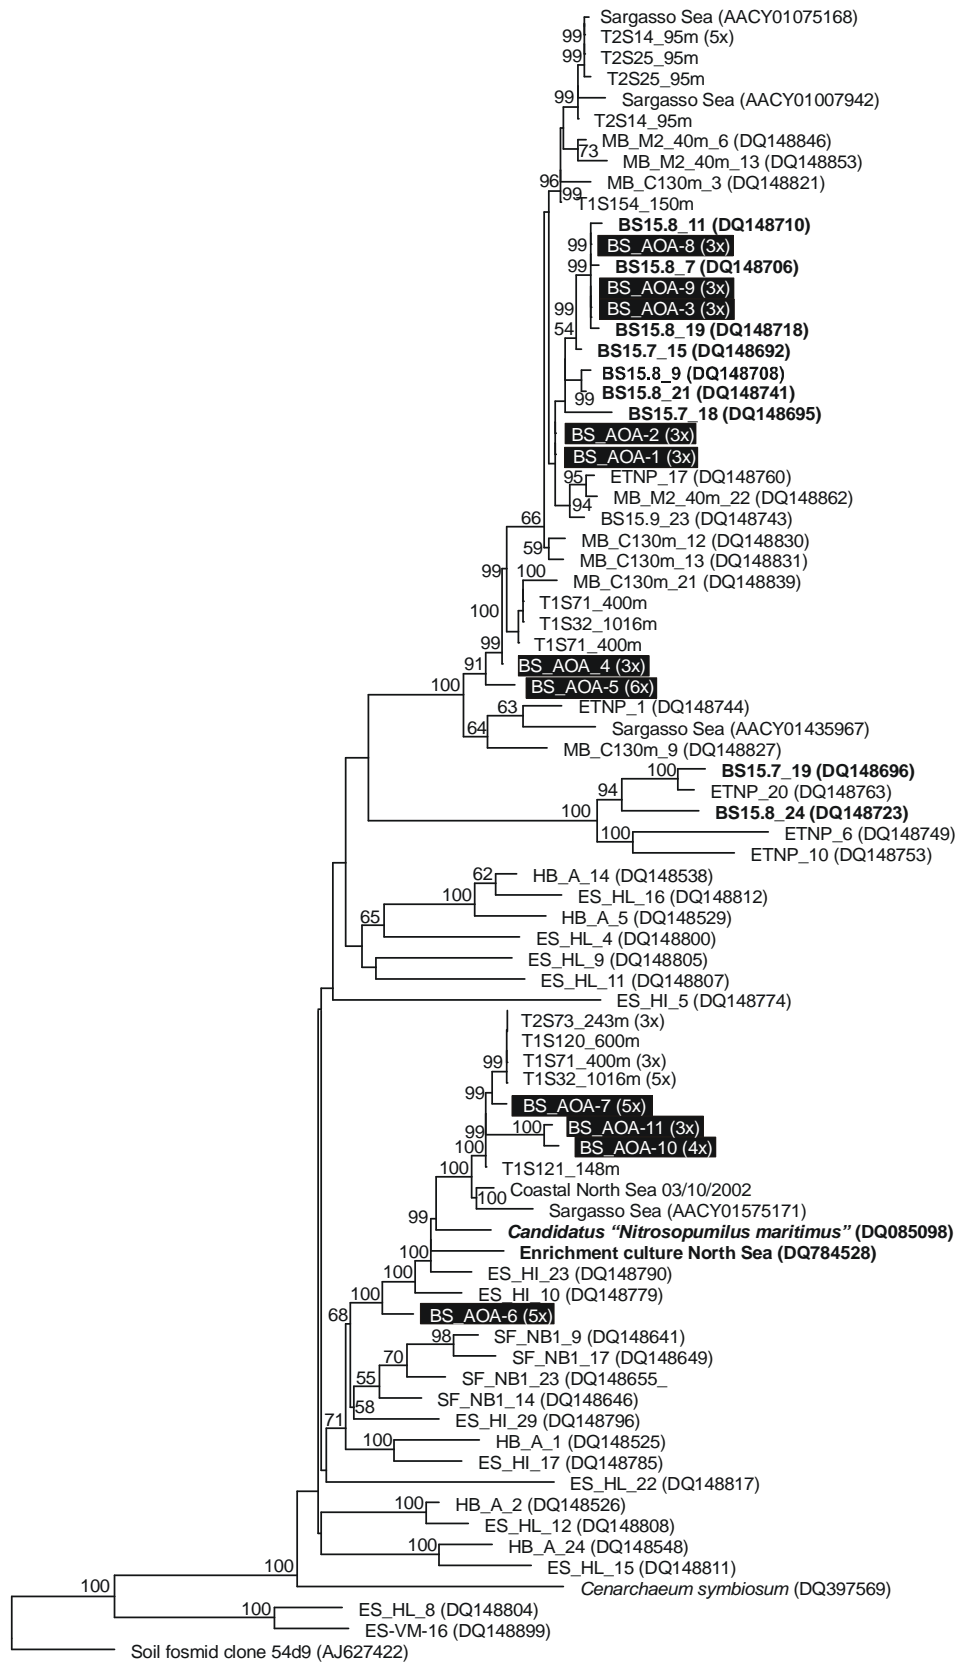 Sargasso Sea (AACY01075168)
99 T2S14_95m (5x)
99 T2S25_95m
T2S25_95m
99 Sargasso Sea (AACY01007942)
T2S14_95m
MB_M2_40m_6 (DQ148846)
73 MB_M2_40m_13 (DQ148853)
96 MB_C130m_3 (DQ148821)
99 T1S154_150m
BS15.8_11 (DQ148710)
99 BS_AOA-8 (3x)
99 BS15.8_7 (DQ148706)
BS_AOA-9 (3x)
99 BS_AOA-3 (3x)
54 BS15.8_19 (DQ148718)
BS15.7_15 (DQ148692)
BS15.8_9 (DQ148708)
99 BS15.8_21 (DQ148741)
BS15.7_18 (DQ148695)
BS_AOA-2 (3x)
BS_AOA-1 (3x)
95 ETNP_17 (DQ148760)
MB_M2_40m_22 (DQ148862)
94 BS15.9_23 (DQ148743)
66 MB_C130m_12 (DQ148830)
59 MB_C130m_13 (DQ148831)
99 100 MB_C130m_21 (DQ148839)
100 T1S71_400m
T1S32_1016m
99 T1S71_400m
91 BS_AOA_4 (3x)
100 BS_AOA-5 (6x)
63 ETNP_1 (DQ148744)
64 Sargasso Sea (AACY01435967)
MB_C130m_9 (DQ148827)
100 BS15.7_19 (DQ148696)
94 ETNP_20 (DQ148763)
100 BS15.8_24 (DQ148723)
100 ETNP_6 (DQ148749)
ETNP_10 (DQ148753)
62 HB_A_14 (DQ148538)
100 ES_HL_16 (DQ148812)
65 HB_A_5 (DQ148529)
ES_HL_4 (DQ148800)
ES_HL_9 (DQ148805)
ES_HL_11 (DQ148807)
ES_HI_5 (DQ148774)
T2S73_243m (3x)
T1S120_600m
99 T1S71_400m (3x)
T1S32_1016m (5x)
99 BS_AOA-7 (5x)
99 100 BS_AOA-11 (3x)
100 BS_AOA-10 (4x)
100 T1S121_148m
Coastal North Sea 03/10/2002
100 Sargasso Sea (AACY01575171)
99 Candidatus “Nitrosopumilus maritimus” (DQ085098)
100 Enrichment culture North Sea (DQ784528)
100 ES_HI_23 (DQ148790)
100 ES_HI_10 (DQ148779)
68 BS_AOA-6 (5x)
98 SF_NB1_9 (DQ148641)
70 SF_NB1_17 (DQ148649)
55 SF_NB1_23 (DQ148655_
58 SF_NB1_14 (DQ148646)
71 ES_HI_29 (DQ148796)
100 HB_A_1 (DQ148525)
ES_HI_17 (DQ148785)
ES_HL_22 (DQ148817)
100 HB_A_2 (DQ148526)
ES_HL_12 (DQ148808)
100 HB_A_24 (DQ148548)
100 ES_HL_15 (DQ148811)
100 Cenarchaeum symbiosum (DQ397569)
100 ES_HL_8 (DQ148804)
ES-VM-16 (DQ148899)
Soil fosmid clone 54d9 (AJ627422)